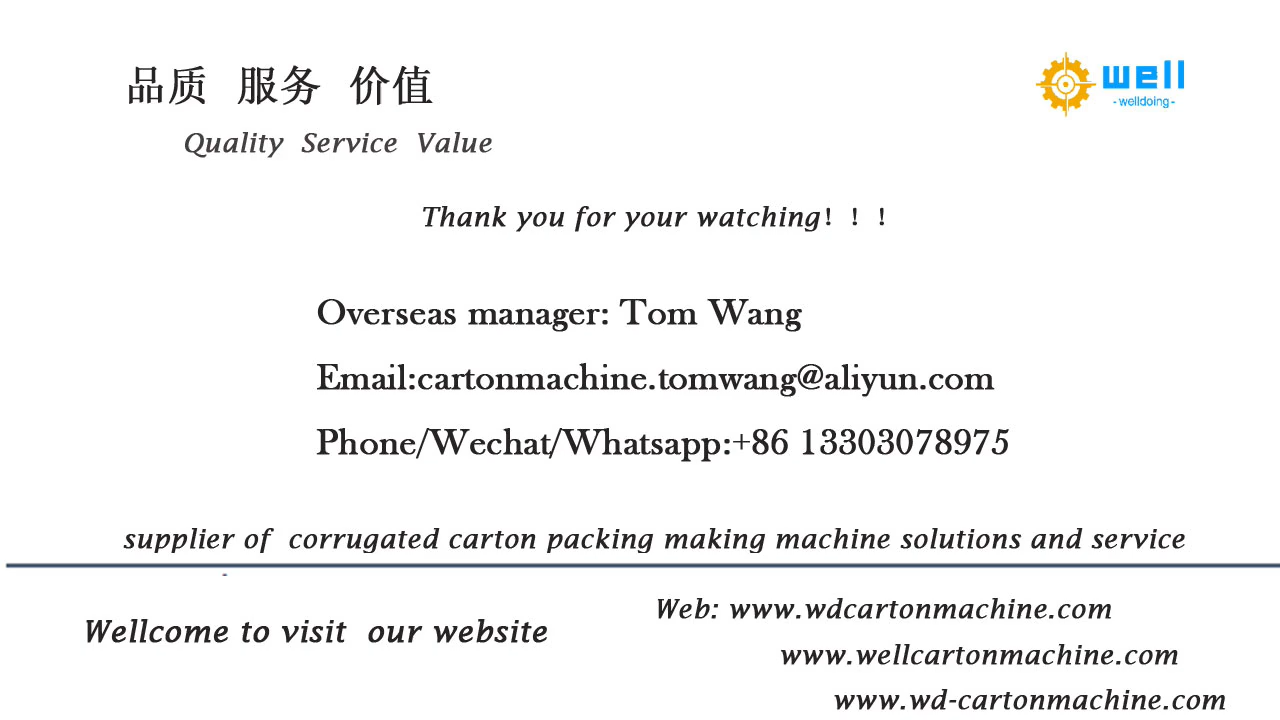 品质 服务 价值
well
-welldoing-
Quality Service Value
Thank you for your watching！！！
Overseas manager: Tom Wang
Email:cartonmachine.tomwang@aliyun.com
Phone/Wechat/Whatsapp:+86 13303078975
supplier of corrugated carton packing making machine solutions and service
Wellcome to visit our website
Web: www.wdcartonmachine.com
www.wellcartonmachine.com
www.wd-cartonmachine.com